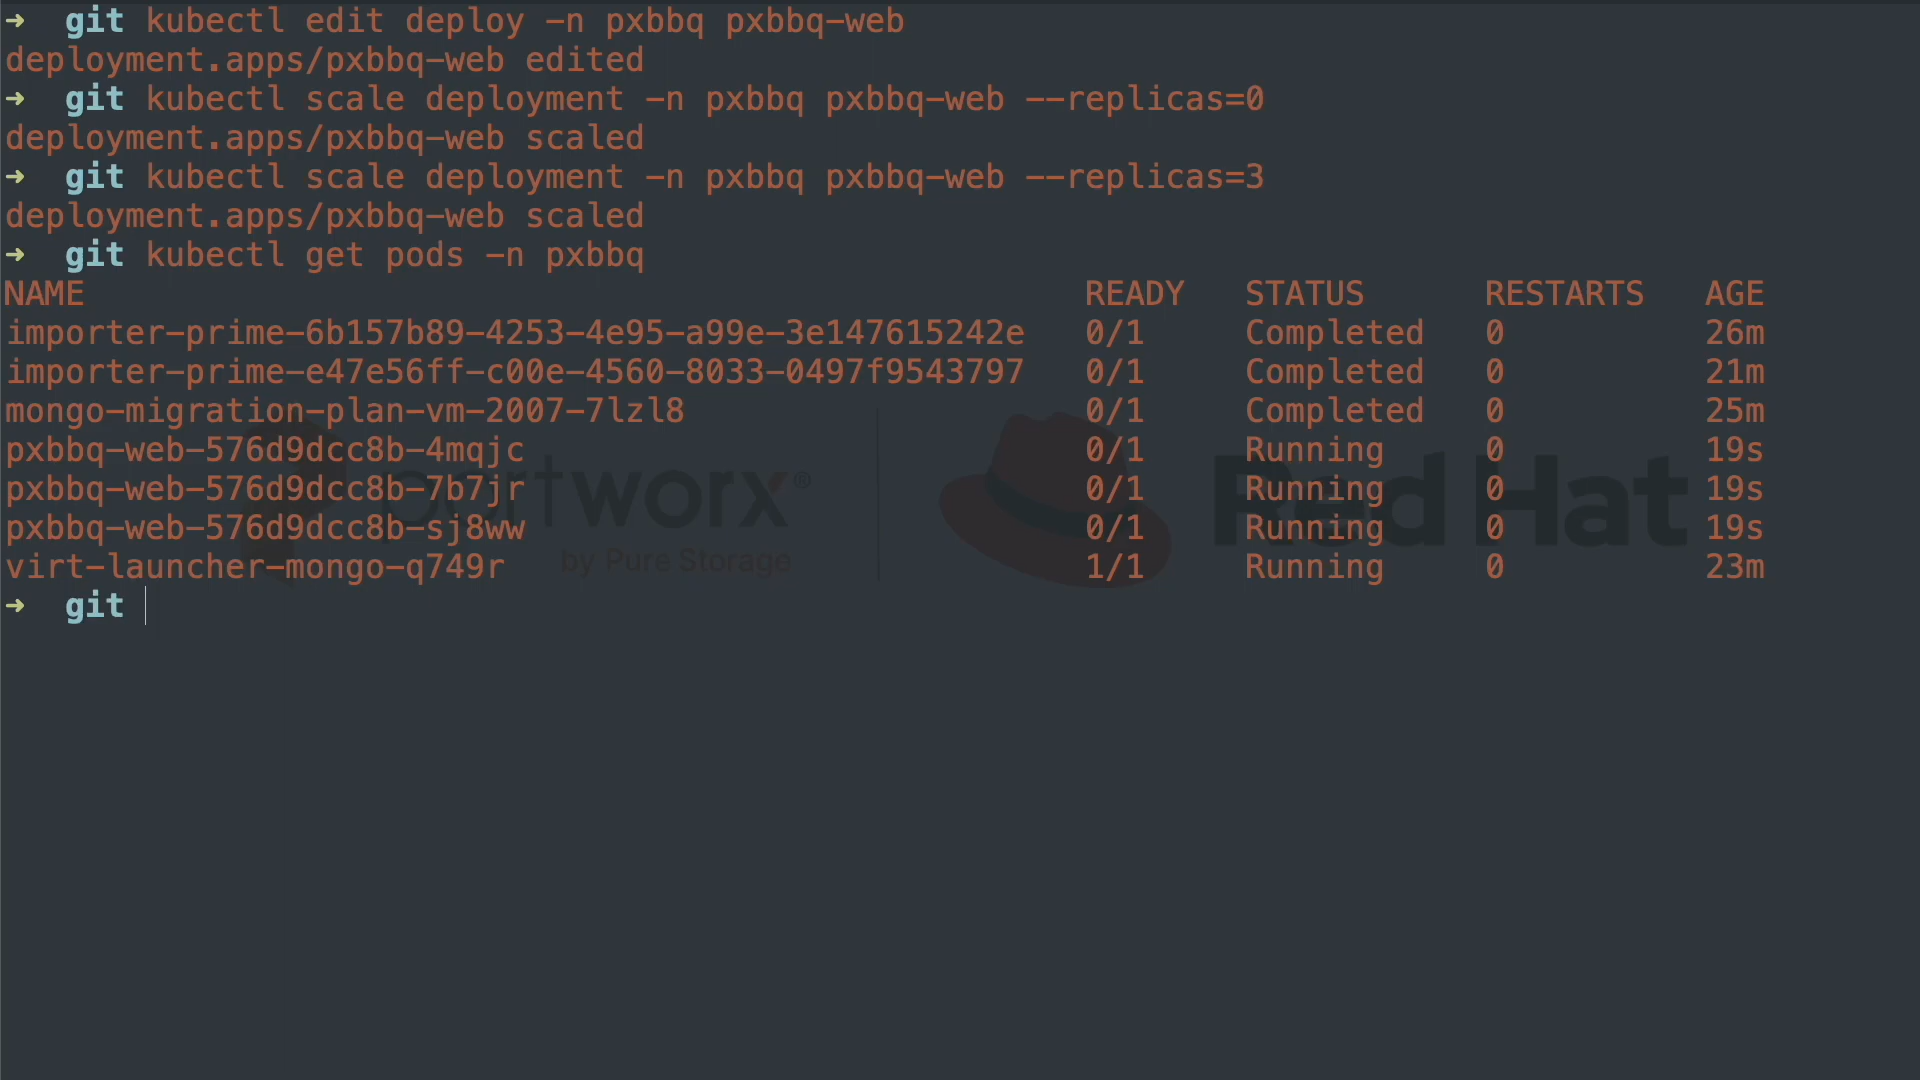 ➜  git kubectl edit deploy -n pxbbq pxbbq-web
deployment.apps/pxbbq-web edited
➜  git kubectl scale deployment -n pxbbq pxbbq-web --replicas=0
deployment.apps/pxbbq-web scaled
➜  git kubectl scale deployment -n pxbbq pxbbq-web --replicas=3
deployment.apps/pxbbq-web scaled
➜  git kubectl get pods -n pxbbq
NAME                                                  READY   STATUS      RESTARTS   AGE
importer-prime-6b157b89-4253-4e95-a99e-3e147615242e   0/1     Completed   0          26m
importer-prime-e47e56ff-c00e-4560-8033-0497f9543797   0/1     Completed   0          21m
mongo-migration-plan-vm-2007-7lzl8                    0/1     Completed   0          25m
pxbbq-web-576d9dcc8b-4mqjc                            0/1     Running     0          19s
pxbbq-web-576d9dcc8b-7b7jr                            0/1     Running     0          19s
pxbbq-web-576d9dcc8b-sj8ww                            0/1     Running     0          19s
virt-launcher-mongo-q749r                             1/1     Running     0          23m
➜  git
portworx®
by Pure Storage
Red Hat